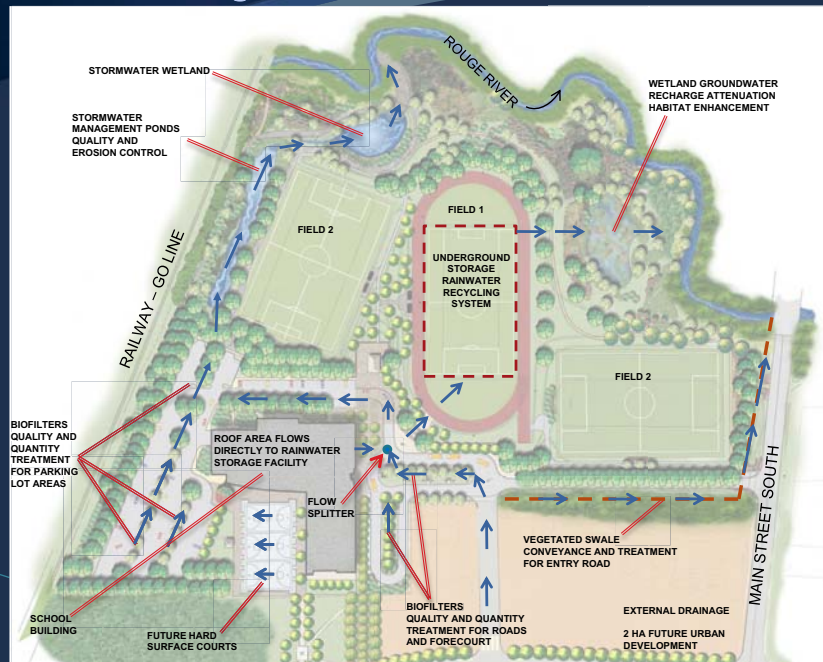 STORMWATER WETLAND
ROUGE RIVER
WETLAND GROUNDWATER
RECHARGE ATTENUATION
HABITAT ENHANCEMENT
STORMWATER
MANAGEMENT PONDS
QUALITY AND
EROSION CONTROL
FIELD 1
FIELD 2
UNDERGROUND
STORAGE
RAINWATER
RECYCLING
SYSTEM
RAILWAY – GO LINE
FIELD 2
BIOFILTERS
QUALITY AND
QUANTITY
TREATMENT
FOR PARKING
LOT AREAS
ROOF AREA FLOWS
DIRECTLY TO RAINWATER
STORAGE FACILITY
FLOW
SPLITTER
VEGETATED SWALE
CONVEYANCE AND TREATMENT
FOR ENTRY ROAD
MAIN STREET SOUTH
SCHOOL
BUILDING
FUTURE HARD
SURFACE COURTS
BIOFILTERS
QUALITY AND QUANTITY
TREATMENT FOR ROADS
AND FORECOURT
EXTERNAL DRAINAGE
2 HA FUTURE URBAN
DEVELOPMENT